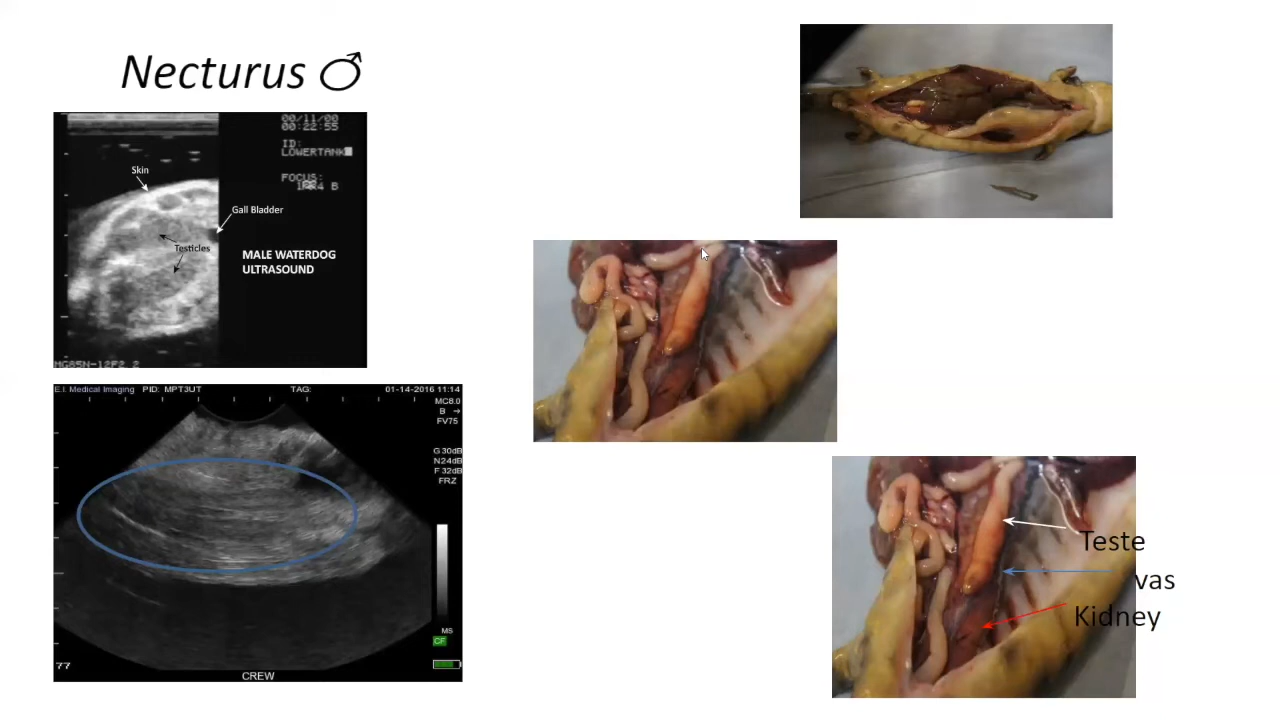 Necturus ♂
00/11/00
00:22:55
ID:
LOWERTANK
FOCUS:
Skin
Gall Bladder
Testicles
MALE WATERDOG
ULTRASOUND
E.I. Medical Imaging PID: MPT3UT TAG: 01-14-2016 11:14
MC8.0
B →
FV75
G 30dB
N24dB
F 32dB
FRZ
MS
CF
77
CREW
Teste
vas
Kidney